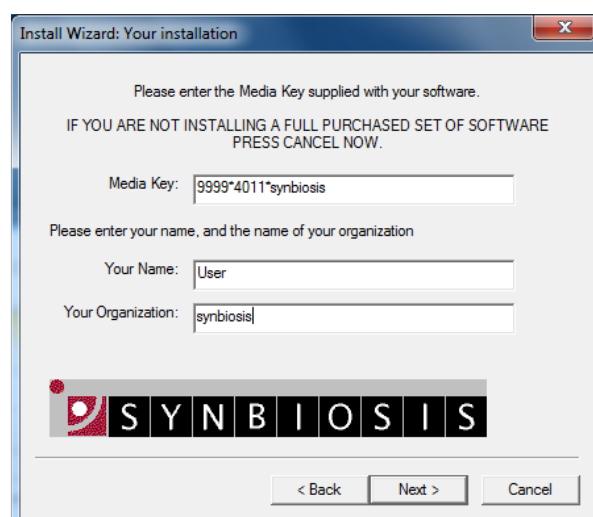 Install Wizard: Your installation
Please enter the Media Key supplied with your software.
IF YOU ARE NOT INSTALLING A FULL PURCHASED SET OF SOFTWARE
PRESS CANCEL NOW.
Media Key: 9999*4011*synbiosis
Please enter your name, and the name of your organization
Your Name: User
Your Organization: synbiosis
SYNBIOSIS
< Back Next > Cancel